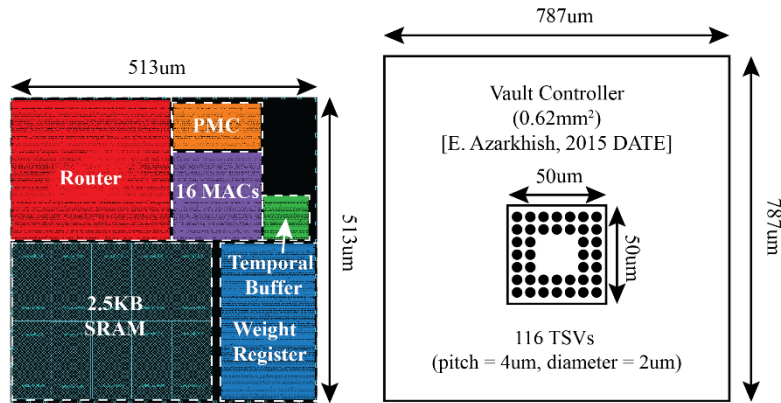 513um
513um
Router
PMC
16 MACs
Temporal
Buffer
2.5KB
SRAM
Weight
Register
787um
787um
Vault Controller
(0.62mm²)
[E. Azarkhish, 2015 DATE]
50um
50um
116 TSVs
(pitch = 4um, diameter = 2um)